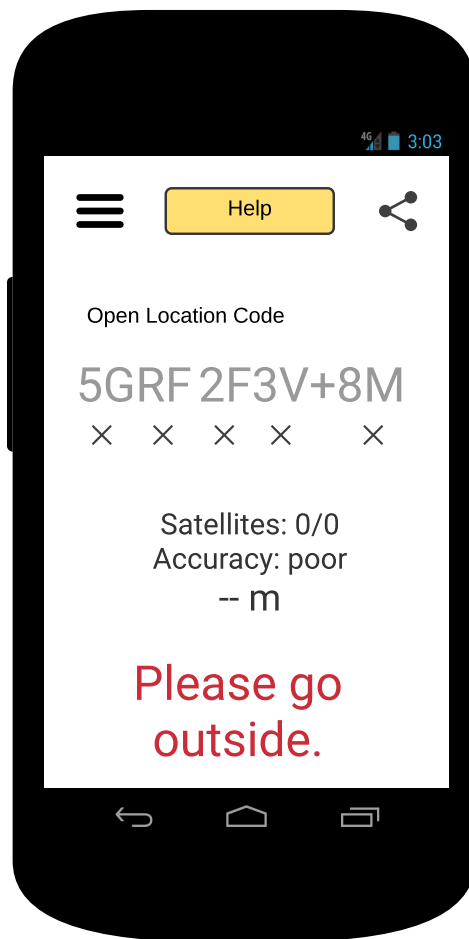 4G 3:03
Help
Open Location Code
5GRF 2F3V+8M
Satellites: 0/0
Accuracy: poor
-- m
Please go
outside.